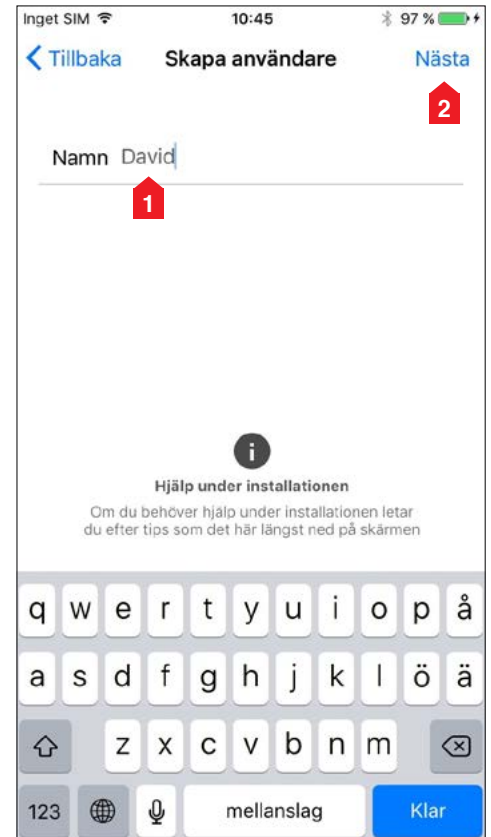 Inget SIM 10:45 97 %
Tillbaka Skapa användare Nästa
2
Namn David
1
i
Hjälp under installationen
Om du behöver hjälp under installationen letar
du efter tips som det här längst ned på skärmen
q w e r t y u i o p å
a s d f g h j k l ö ä
z x c v b n m
123 mellanslag Klar